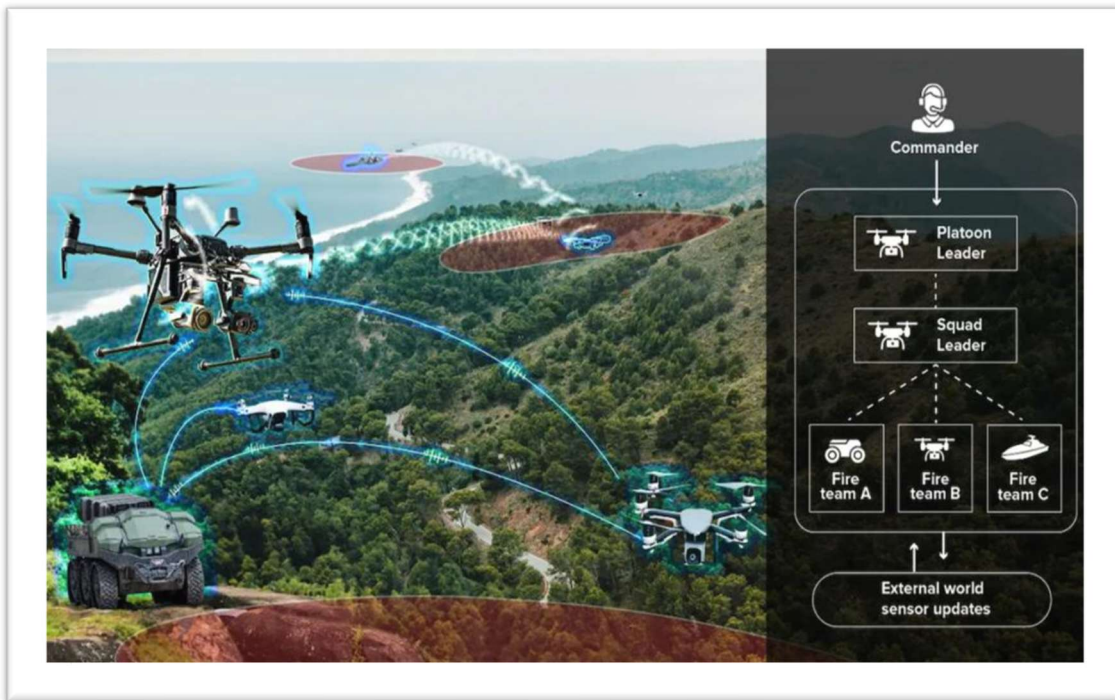 Commander
Platoon
Leader
Squad
Leader
Fire
team A
Fire
team B
Fire
team C
External world
sensor updates